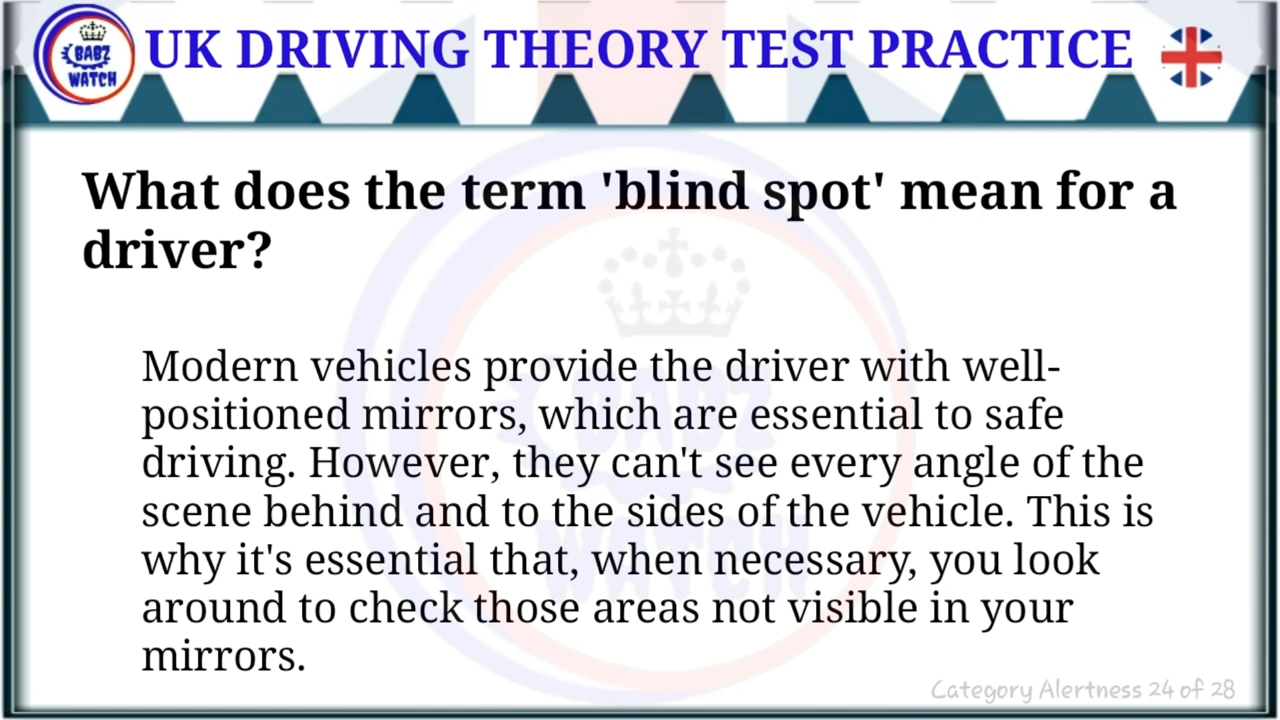 BABZ
WATCH
UK DRIVING THEORY TEST PRACTICE
What does the term 'blind spot' mean for a
driver?
Modern vehicles provide the driver with well-
positioned mirrors, which are essential to safe
driving. However, they can't see every angle of the
scene behind and to the sides of the vehicle. This is
why it's essential that, when necessary, you look
around to check those areas not visible in your
mirrors.
BABZ
WATCH
Category Alertness 24 of 28